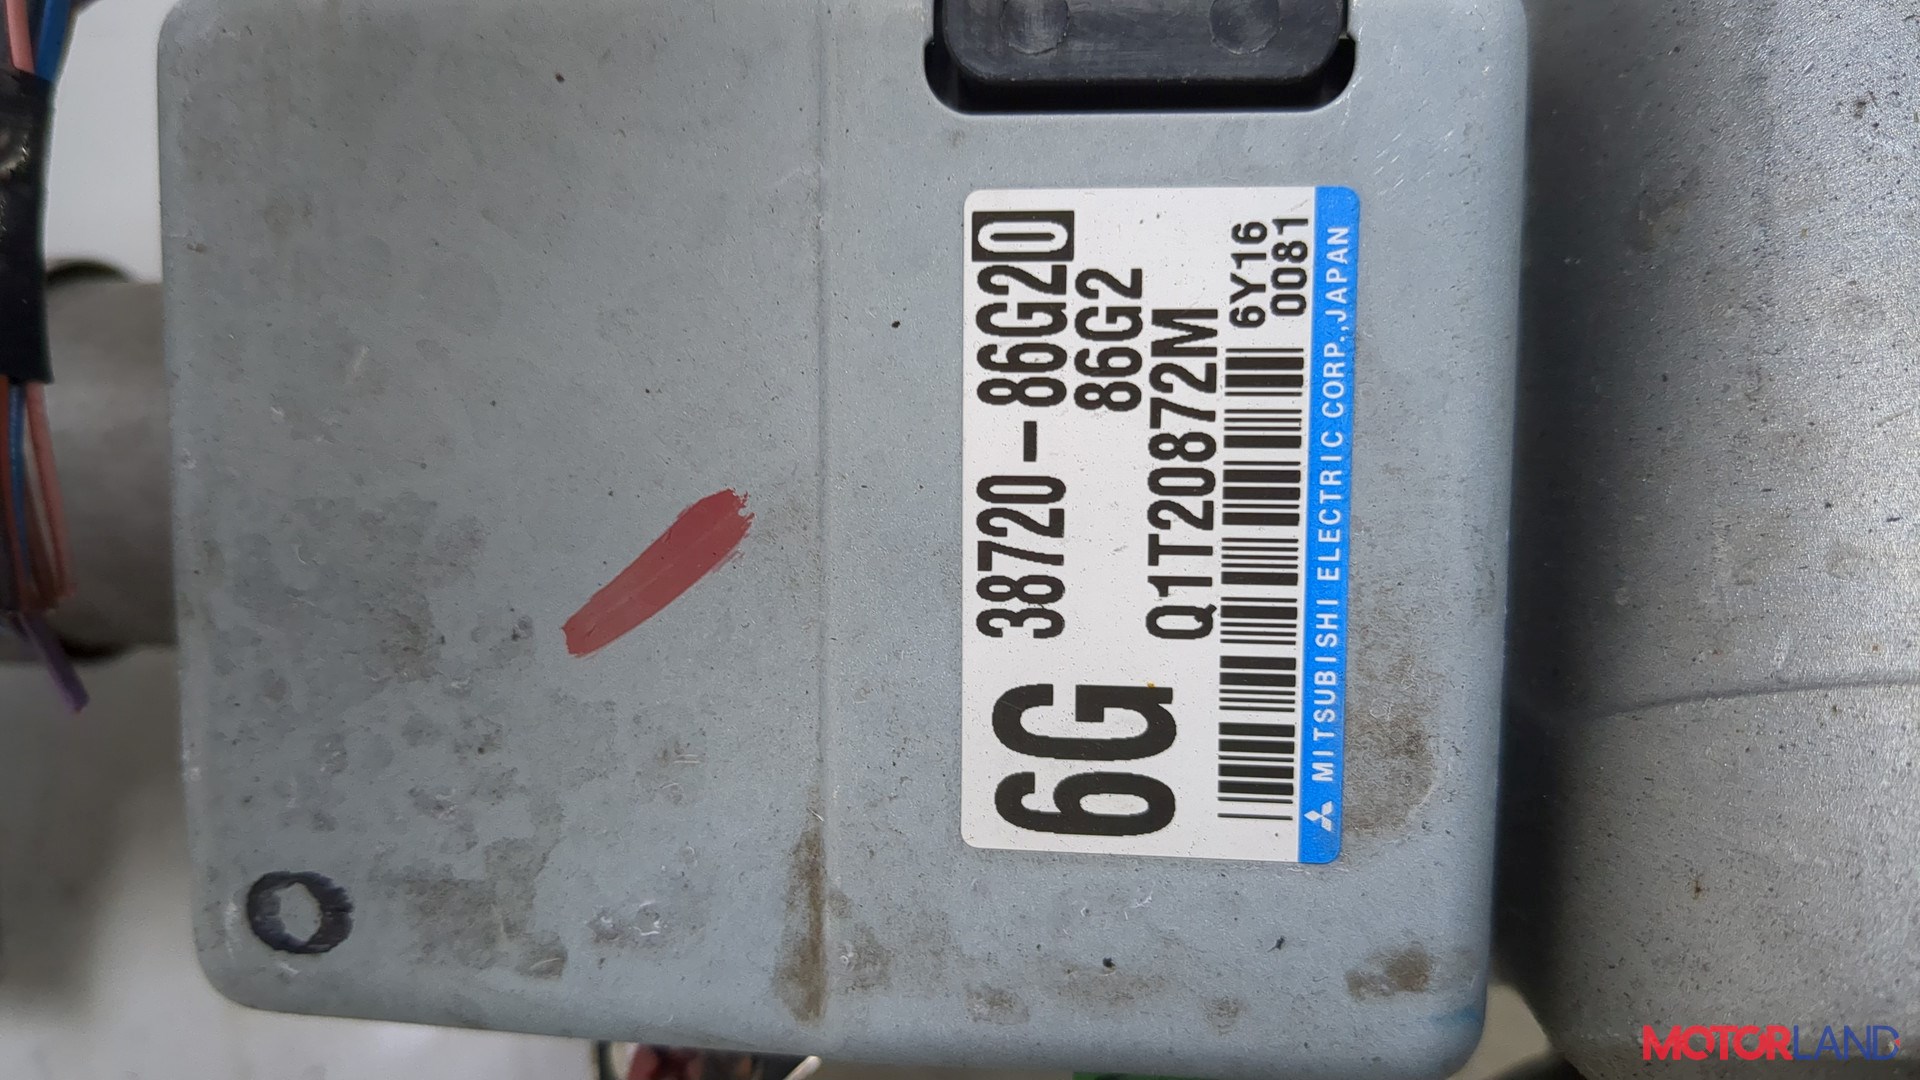 6G
38720-86G20
86G2
Q1T20872M
6Y16
0081
MITSUBISHI ELECTRIC CORP.,JAPAN
MOTORLAND